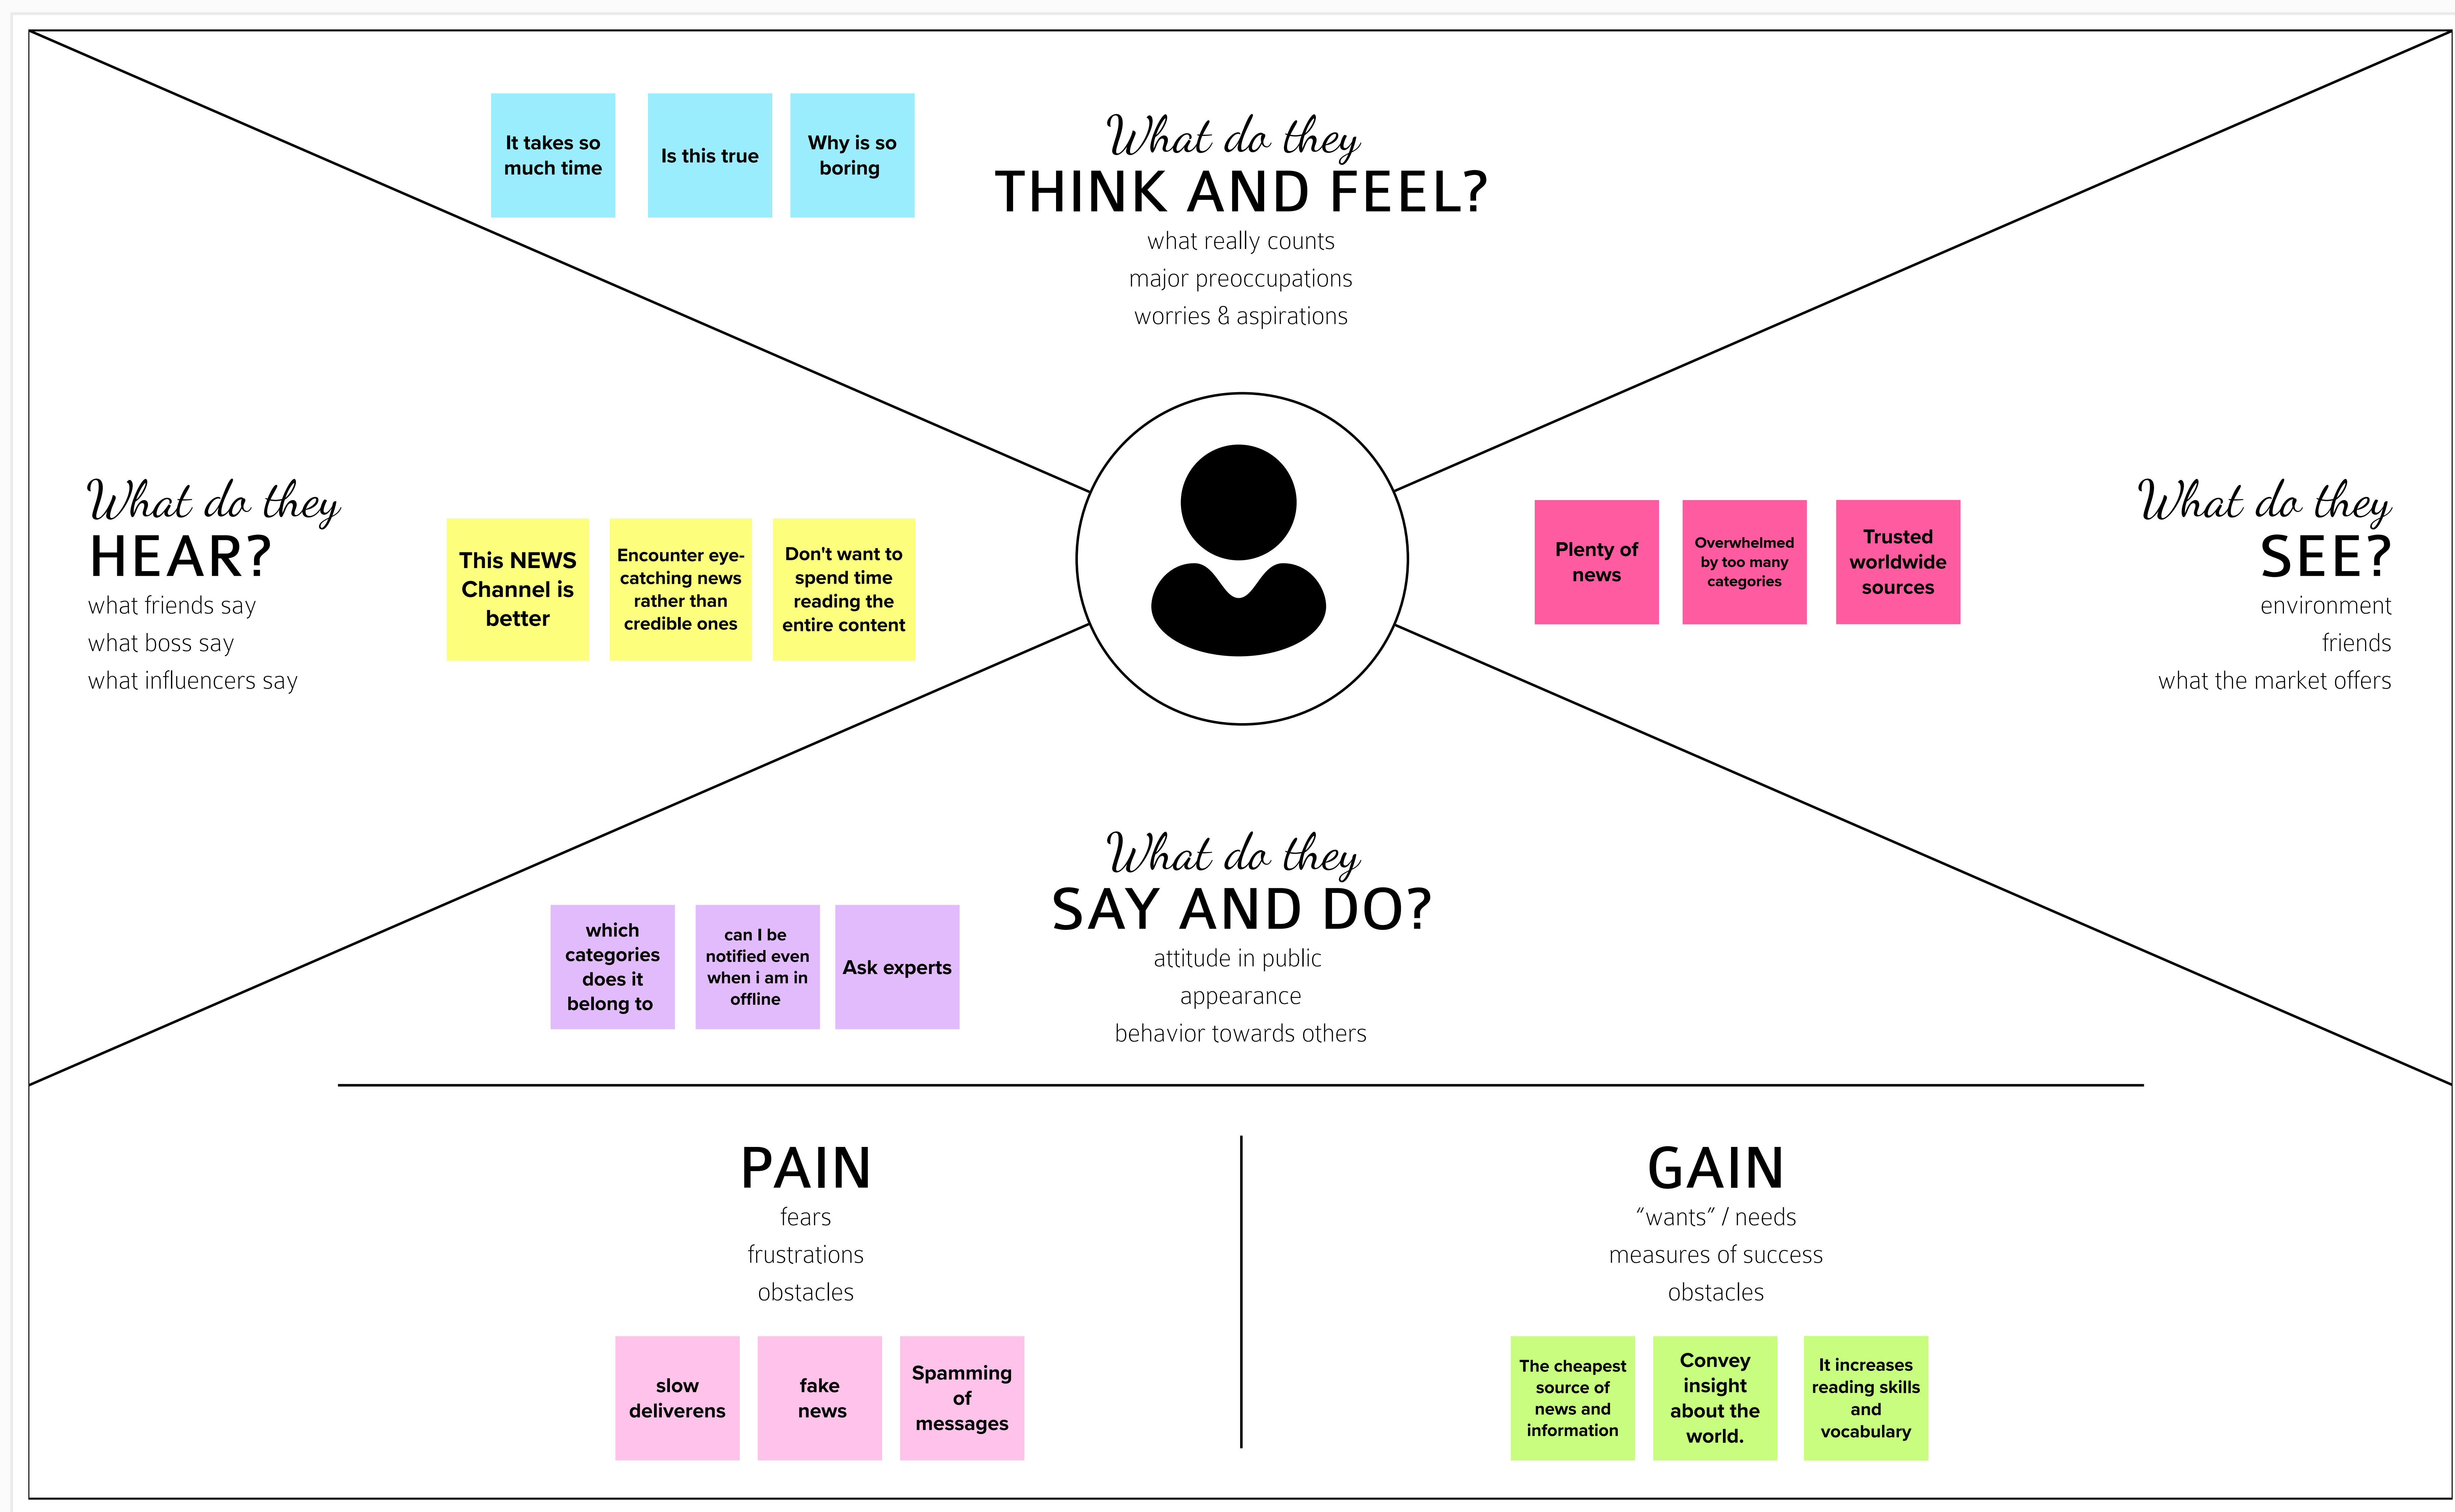 It takes so
much time
Is this true
Why is so
boring
What do they
THINK AND FEEL?
what really counts
major preoccupations
worries & aspirations
What do they
HEAR?
what friends say
what boss say
what influencers say
This NEWS
Channel is
better
Encounter eye-
catching news
rather than
credible ones
Don't want to
spend time
reading the
entire content
Plenty of
news
Overwhelmed
by too many
categories
Trusted
worldwide
sources
What do they
SEE?
environment
friends
what the market offers
What do they
SAY AND DO?
attitude in public
appearance
behavior towards others
which
categories
does it
belong to
can I be
notified even
when i am in
offline
Ask experts
PAIN
fears
frustrations
obstacles
slow
deliverens
fake
news
Spamming
of
messages
GAIN
“wants” / needs
measures of success
obstacles
The cheapest
source of
news and
information
Convey
insight
about the
world.
It increases
reading skills
and
vocabulary